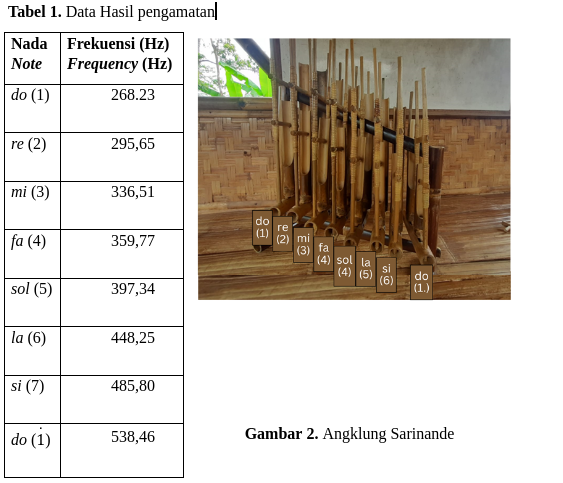 Tabel 1. Data Hasil pengamatan
Nada Frekuensi (Hz)
Note Frequency (Hz)
do (1) 268.23
re (2) 295,65
mi (3) 336,51
fa (4) 359,77
sol (5) 397,34
la (6) 448,25
si (7) 485,80
do (1̇) 538,46
do
(1)
re
(2)
mi
(3)
fa
(4)
sol
(4)
la
(5)
si
(6)
do
(1.)
Gambar 2. Angklung Sarinande